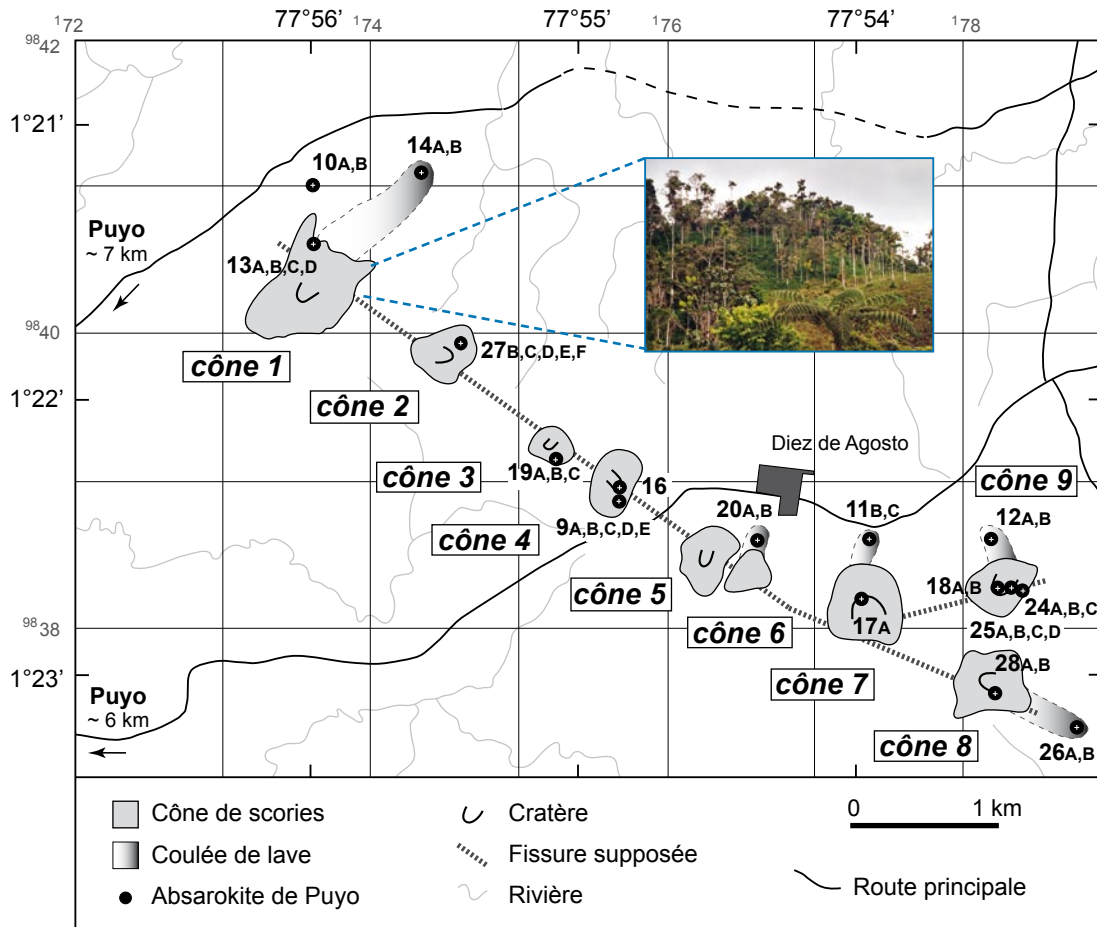 ¹72
77°56’
¹74
77°55’
¹76
77°54’
¹78
⁹⁸42
1°21’
14A,B
10A,B
Puyo
~ 7 km
13A,B,C,D
⁹⁸40
cône 1
27B,C,D,E,F
1°22’
cône 2
Diez de Agosto
cône 3
19A,B,C
16
cône 9
20A,B
11B,C
12A,B
cône 4
9A,B,C,D,E
cône 5
18A,B
24A,B,C
⁹⁸38
cône 6
17A
25A,B,C,D
28A,B
1°23’
cône 7
Puyo
~ 6 km
cône 8
26A,B
Cône de scories
Cratère
0 1 km
Coulée de lave
Fissure supposée
Absarokite de Puyo
Rivière
Route principale